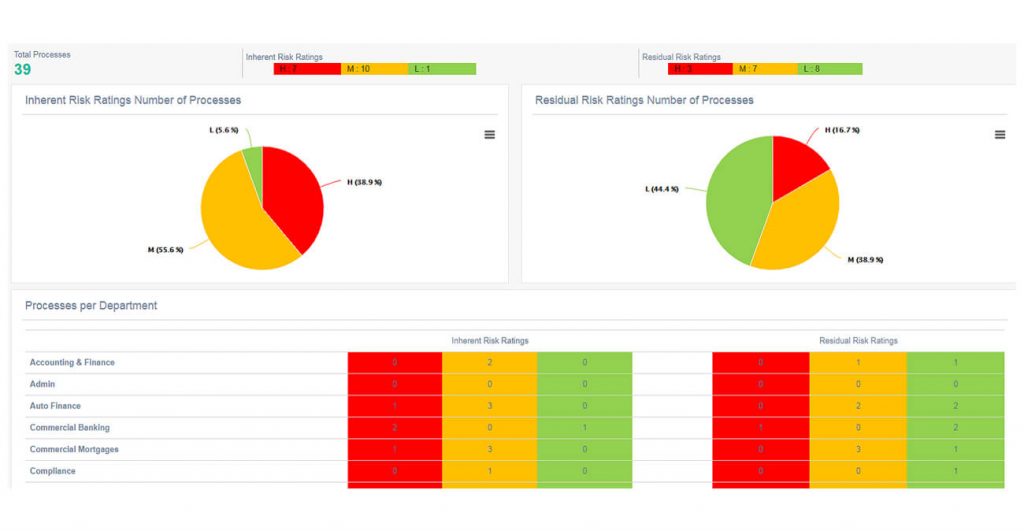 Total Processes
39
Inherent Risk Ratings
H : 7 M : 10 L : 1
Residual Risk Ratings
H : 3 M : 7 L : 8
Inherent Risk Ratings Number of Processes
L (5.6 %)
H (38.9 %)
M (55.6 %)
Residual Risk Ratings Number of Processes
H (16.7 %)
L (44.4 %)
M (38.9 %)
Processes per Department
Inherent Risk Ratings Residual Risk Ratings
Accounting & Finance 0 2 0 0 1 1
Admin 0 0 0 0 0 0
Auto Finance 1 3 0 0 2 2
Commercial Banking 2 0 1 1 0 2
Commercial Mortgages 1 3 0 0 3 1
Compliance 0 1 0 0 0 1